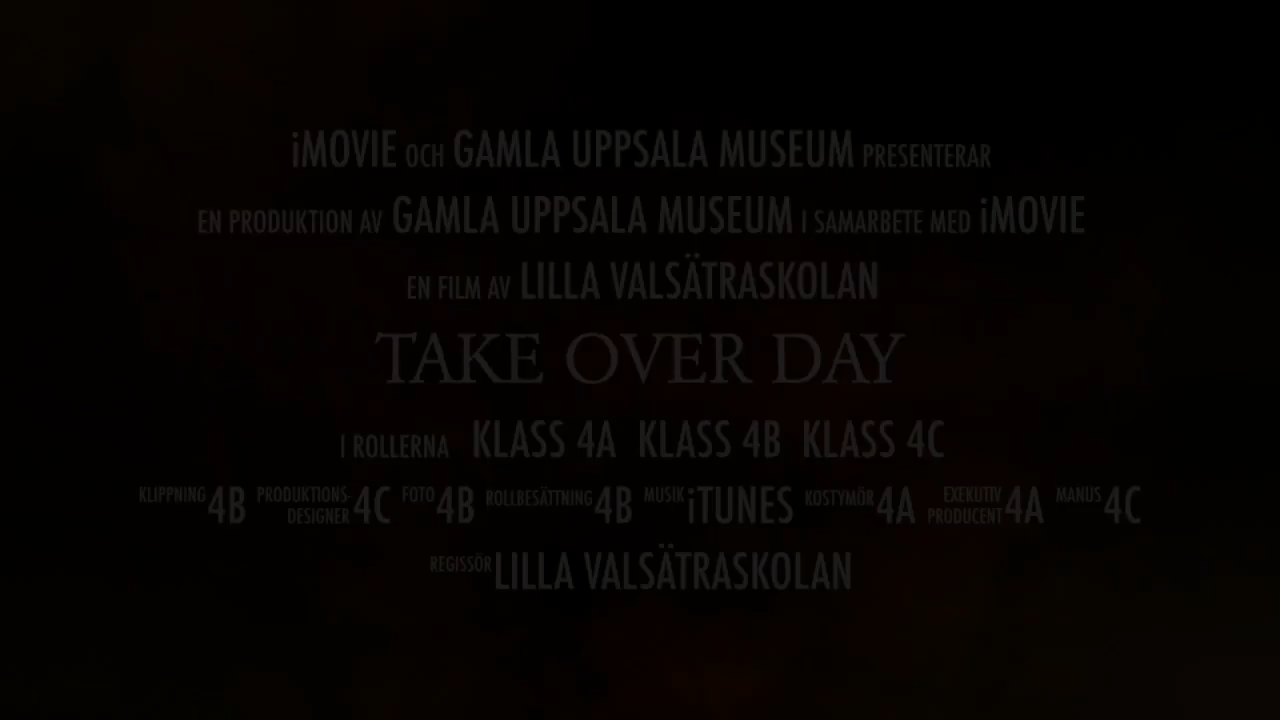 iMOVIE OCH GAMLA UPPSALA MUSEUM PRESENTERAR
EN PRODUKTION AV GAMLA UPPSALA MUSEUM I SAMARBETE MED iMOVIE
EN FILM AV LILLA VALSÄTRASKOLAN
TAKE OVER DAY
I ROLLERNA KLASS 4A KLASS 4B KLASS 4C
KLIPPNING 4B PRODUKTIONS-DESIGNER 4C FOTO 4B ROLLBESÄTTNING 4B MUSIK iTUNES KOSTYMÖR 4A EXEKUTIV PRODUCENT 4A MANUS 4C
REGISSÖR LILLA VALSÄTRASKOLAN